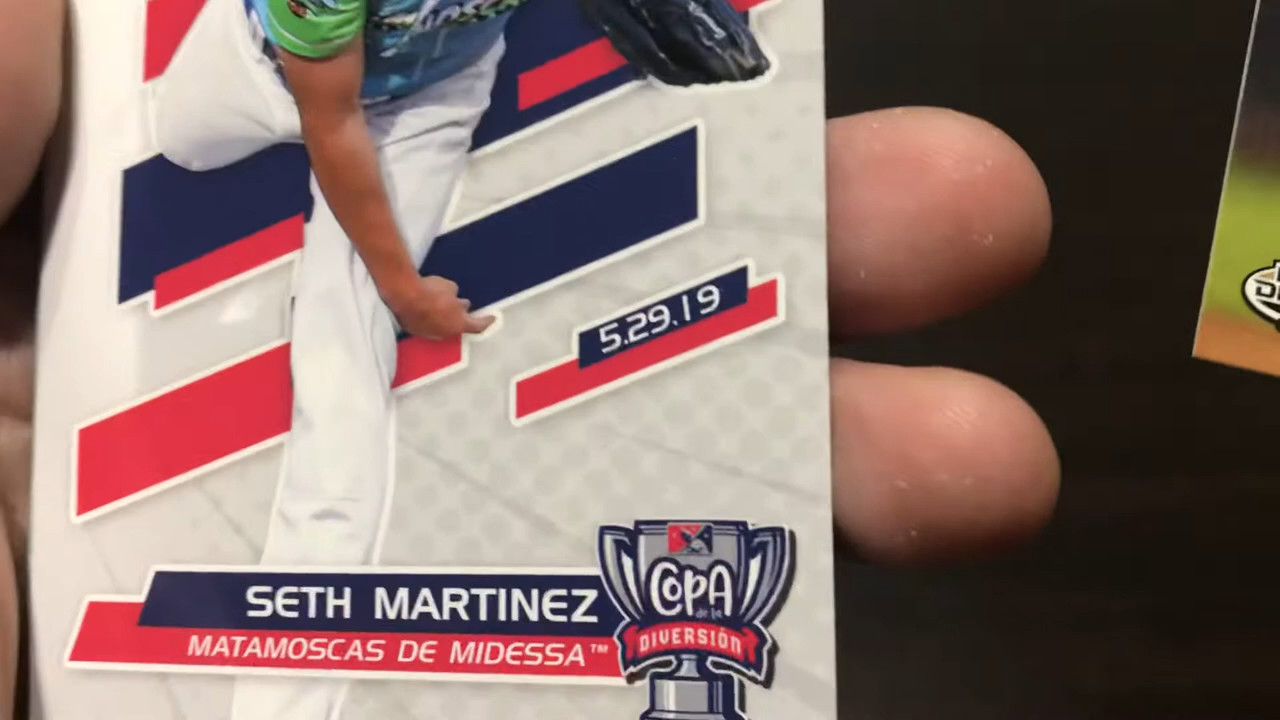 5.29.19
SETH MARTINEZ
MATAMOSCAS DE MIDESSA™
COPA
de la
DIVERSIÓN